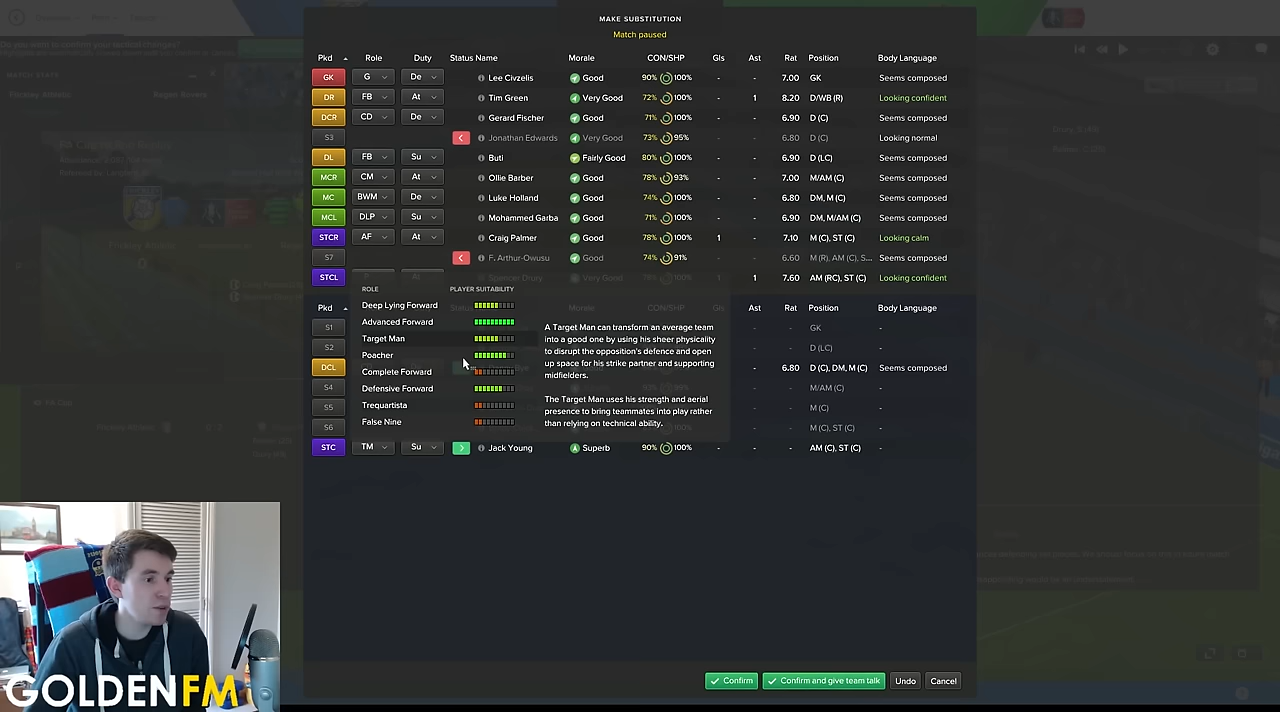 MAKE SUBSTITUTION
Match paused
Pkd Role Duty Status Name Morale CON/SHP Gls Ast Rat Position Body Language
GK G De Lee Civzelis Good 90% 100% - - 7.00 GK Seems composed
DR FB At Tim Green Very Good 72% 100% - 1 8.20 D/WB (R) Looking confident
DCR CD De Gerard Fischer Good 71% 100% - - 6.90 D (C) Seems composed
S3 Jonathan Edwards Very Good 73% 95% - - 6.80 D (C) Looking normal
DL FB Su Buti Fairly Good 80% 100% - - 6.90 D (LC) Seems composed
MCR CM At Ollie Barber Good 78% 93% - - 7.00 M/AM (C) Seems composed
MC BWM De Luke Holland Good 74% 100% - - 6.80 DM, M (C) Seems composed
MCL DLP Su Mohammed Garba Good 71% 100% - - 6.90 DM, M/AM (C) Seems composed
STCR AF At Craig Palmer Good 78% 100% 1 - 7.10 M (C), ST (C) Looking calm
S7 F. Arthur-Owusu Good 74% 91% - - 6.60 M (R), AM (C), S... Seems composed
STCL P At Spencer Drury Very Good 76% 100% 1 1 7.60 AM (RC), ST (C) Looking confident
ROLE PLAYER SUITABILITY
Deep Lying Forward
Advanced Forward
Target Man
Poacher
Complete Forward
Defensive Forward
Trequartista
False Nine
A Target Man can transform an average team
into a good one by using his sheer physicality
to disrupt the opposition's defence and open
up space for his strike partner and supporting
midfielders.
The Target Man uses his strength and aerial
presence to bring teammates into play rather
than relying on technical ability.
Pkd Ast Rat Position Body Language
S1 - - GK -
S2 - - D (LC) -
DCL - 6.80 D (C), DM, M (C) Seems composed
S4 - - M/AM (C) -
S5 - - M (C) -
S6 - - M (C), ST (C) -
STC TM Su Jack Young Superb 90% 100% - - - AM (C), ST (C) -
Confirm Confirm and give team talk Undo Cancel
GOLDENFM